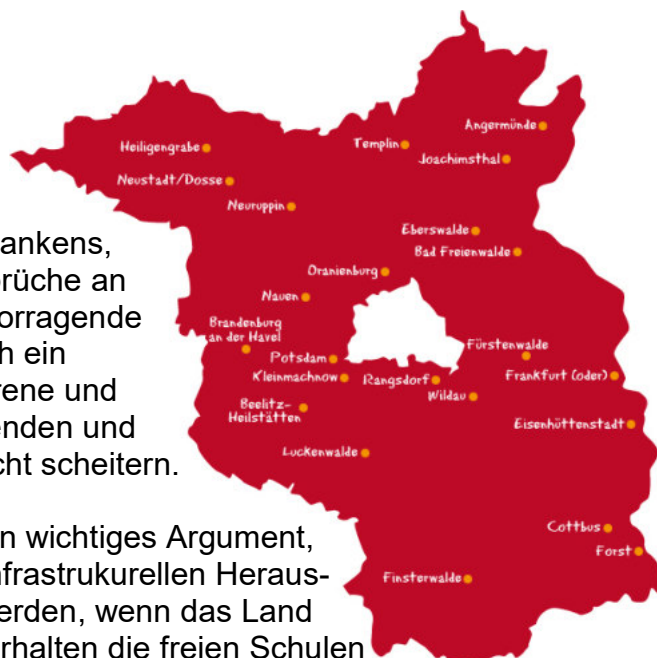 Angermünde
Templin
Heiligengrabe
Joachimsthal
Neustadt/Dosse
Neuruppin
Eberswalde
Bad Freienwalde
Oranienburg
Nauen
Brandenburg
an der Havel
Fürstenwalde
Potsdam
Kleinmachnow
Rangsdorf
Frankfurt (oder)
Wildau
Beelitz-
Heilstätten
Eisenhüttenstadt
Luckenwalde
Cottbus
Forst
Finsterwalde
ankens,
rüche an
orragende
h ein
rene und
enden und
cht scheitern.
n wichtiges Argument,
nfrastrukurellen Heraus-
erden, wenn das Land
rhalten die freien Schulen